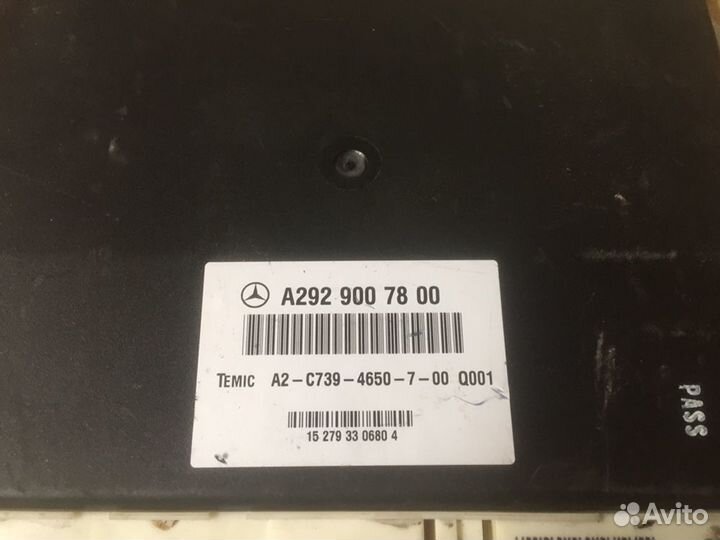 A292 900 78 00
TEMIC A2-C739-4650-7-00 Q001
15 279 33 0680 4
PASS
Avito